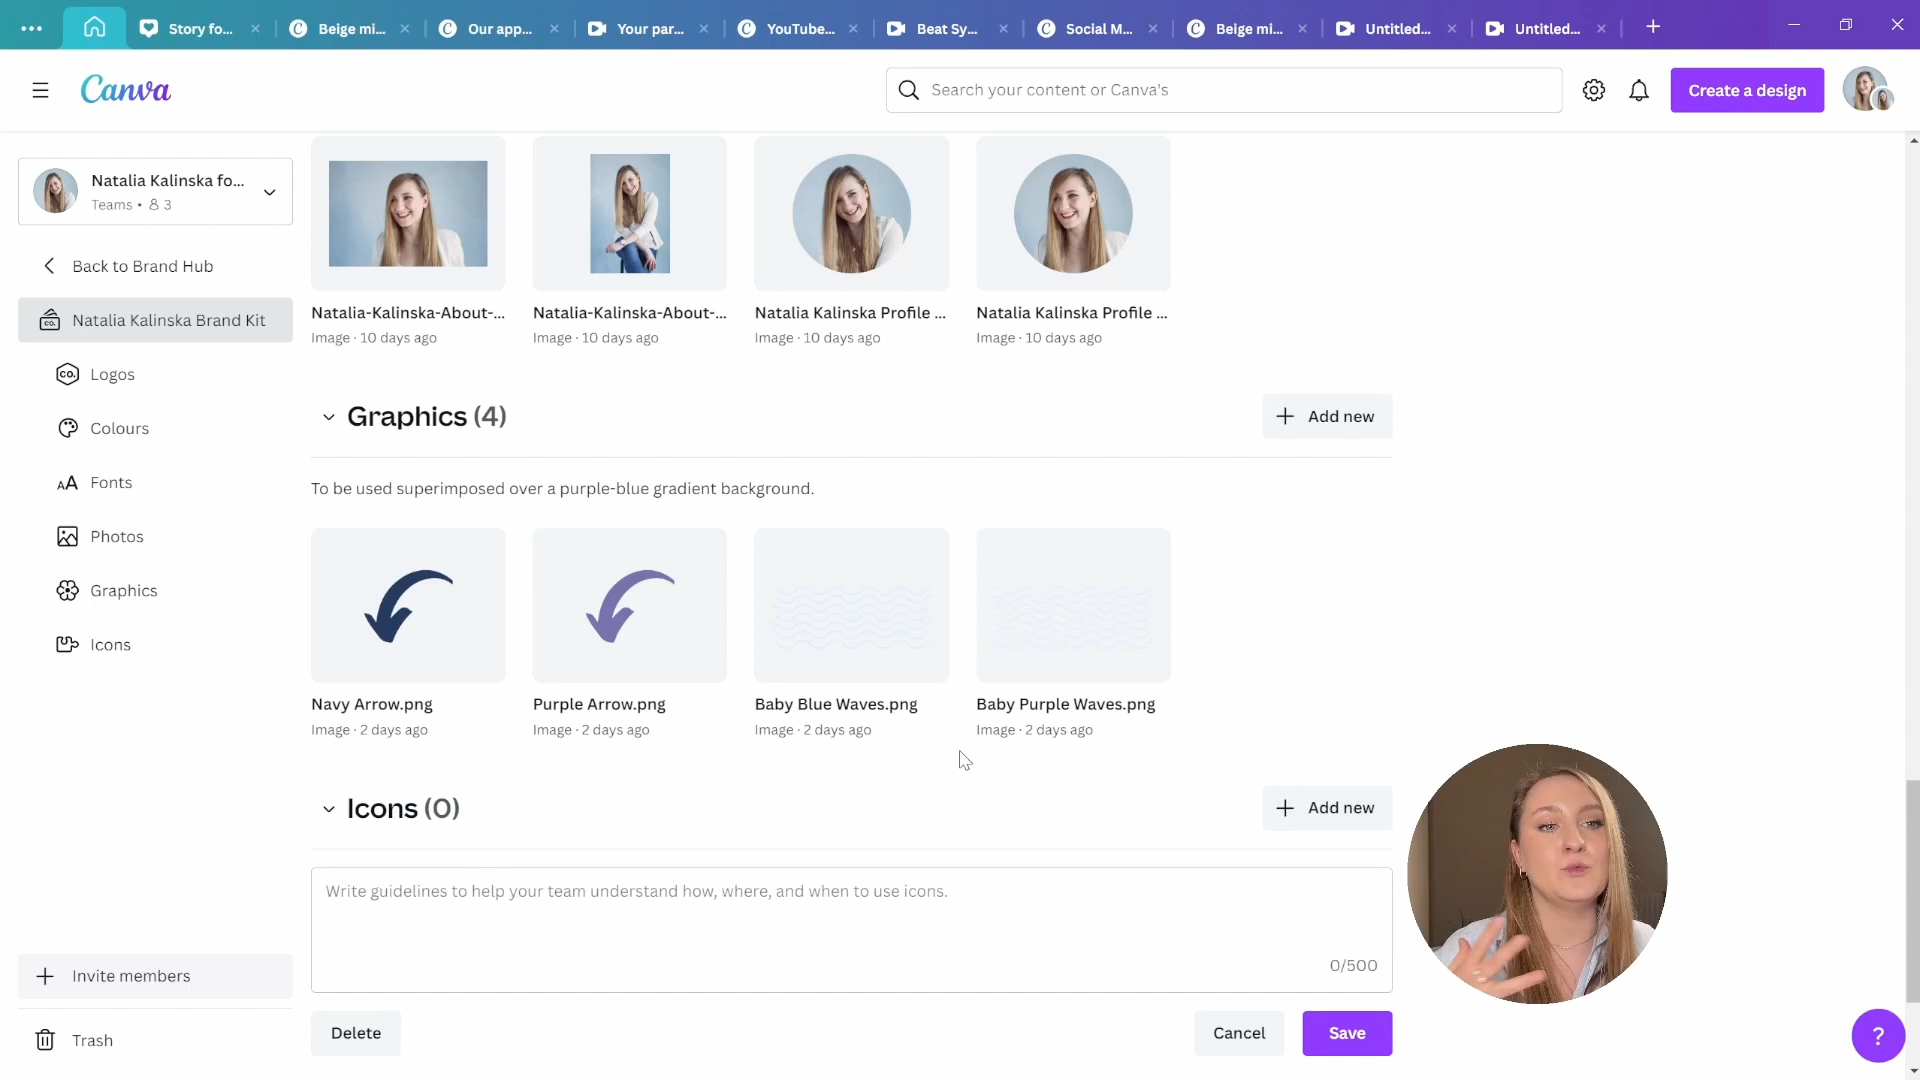 Story fo...
Beige mi...
Our app...
Your par...
YouTube...
Beat Sy...
Social M...
Beige mi...
Untitled...
Untitled...
Canva
Search your content or Canva's
Create a design
Natalia Kalinska fo...
Teams • 3
Back to Brand Hub
Natalia Kalinska Brand Kit
Logos
Colours
Fonts
Photos
Graphics
Icons
Invite members
Trash
Natalia-Kalinska-About-...
Image · 10 days ago
Natalia-Kalinska-About-...
Image · 10 days ago
Natalia Kalinska Profile ...
Image · 10 days ago
Natalia Kalinska Profile ...
Image · 10 days ago
Graphics (4)
Add new
To be used superimposed over a purple-blue gradient background.
Navy Arrow.png
Image · 2 days ago
Purple Arrow.png
Image · 2 days ago
Baby Blue Waves.png
Image · 2 days ago
Baby Purple Waves.png
Image · 2 days ago
Icons (0)
Add new
Write guidelines to help your team understand how, where, and when to use icons.
0/500
Delete
Cancel
Save
?